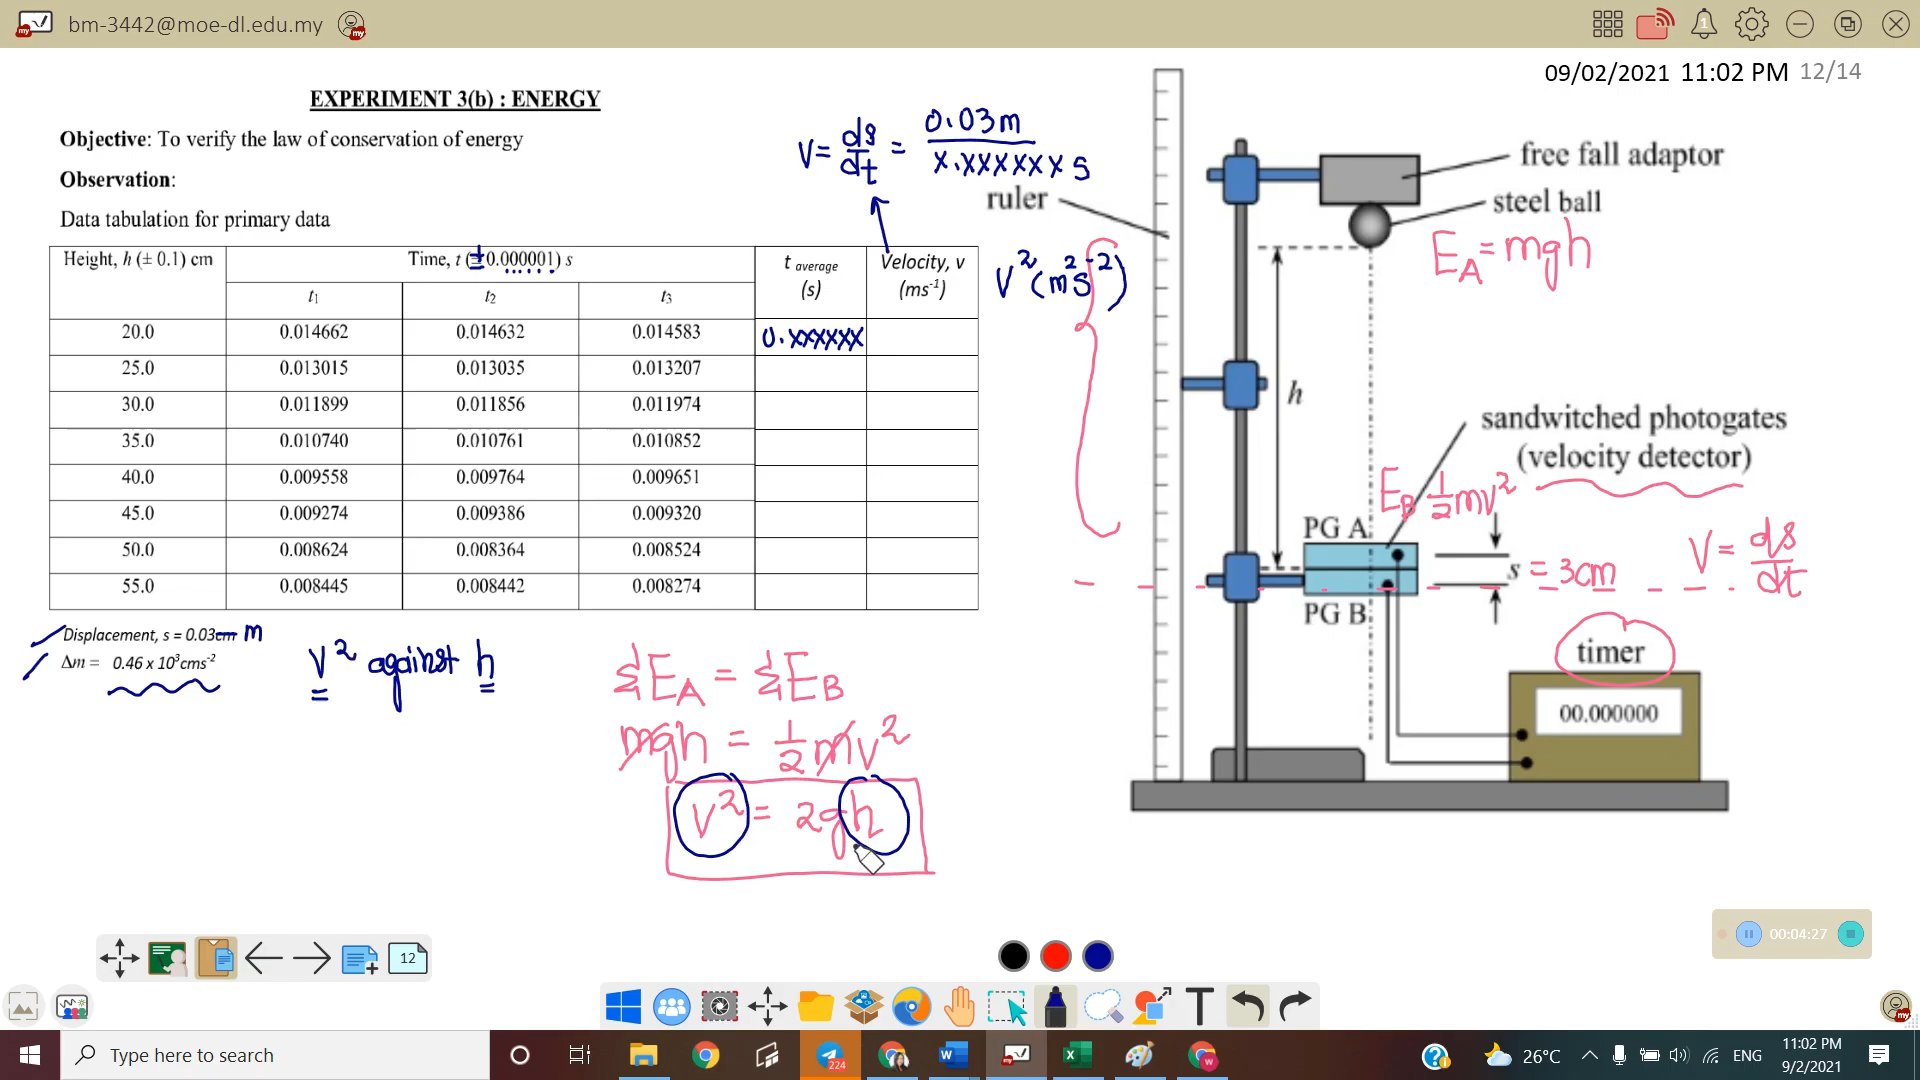 bm-3442@moe-dl.edu.my
09/02/2021 11:02 PM 12/14
EXPERIMENT 3(b) : ENERGY
Objective: To verify the law of conservation of energy
Observation:
Data tabulation for primary data
V = ds/dt = 0.03m / x.xxxxxx s
Height, h (± 0.1) cm
Time, t (± 0.000001) s
t average (s)
Velocity, v (ms⁻¹)
V² (m²s⁻²)
t₁ t₂ t₃
20.0 0.014662 0.014632 0.014583 0.xxxxxx
25.0 0.013015 0.013035 0.013207
30.0 0.011899 0.011856 0.011974
35.0 0.010740 0.010761 0.010852
40.0 0.009558 0.009764 0.009651
45.0 0.009274 0.009386 0.009320
50.0 0.008624 0.008364 0.008524
55.0 0.008445 0.008442 0.008274
Displacement, s = 0.03cm m
Δm = 0.46 x 10³cms⁻²
V² against h
ΣE_A = ΣE_B
mgh = ½mv²
V² = 2gh
free fall adaptor
ruler
steel ball
E_A = mgh
h
sandwitched photogates
(velocity detector)
E_B ½mv²
PG A
s = 3cm
V = ds/dt
PG B
timer
00.000000
00:04:27
12
T
Type here to search
224
26°C
ENG
11:02 PM
9/2/2021